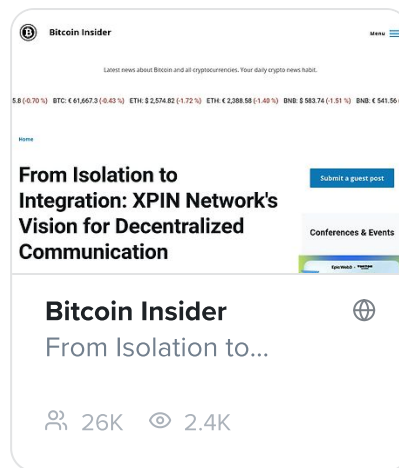 Bitcoin Insider
Menu
Latest news about Bitcoin and all cryptocurrencies. Your daily crypto news habit.
5.8 (-0.70 %) BTC: € 61,667.3 (-0.43 %) ETH: $ 2,574.82 (-1.72 %) ETH: € 2,388.58 (-1.40 %) BNB: $ 583.74 (-1.51 %) BNB: € 541.56
Home
From Isolation to
Integration: XPIN Network's
Vision for Decentralized
Communication
Submit a guest post
Conferences & Events
Bitcoin Insider
From Isolation to...
26K 2.4K